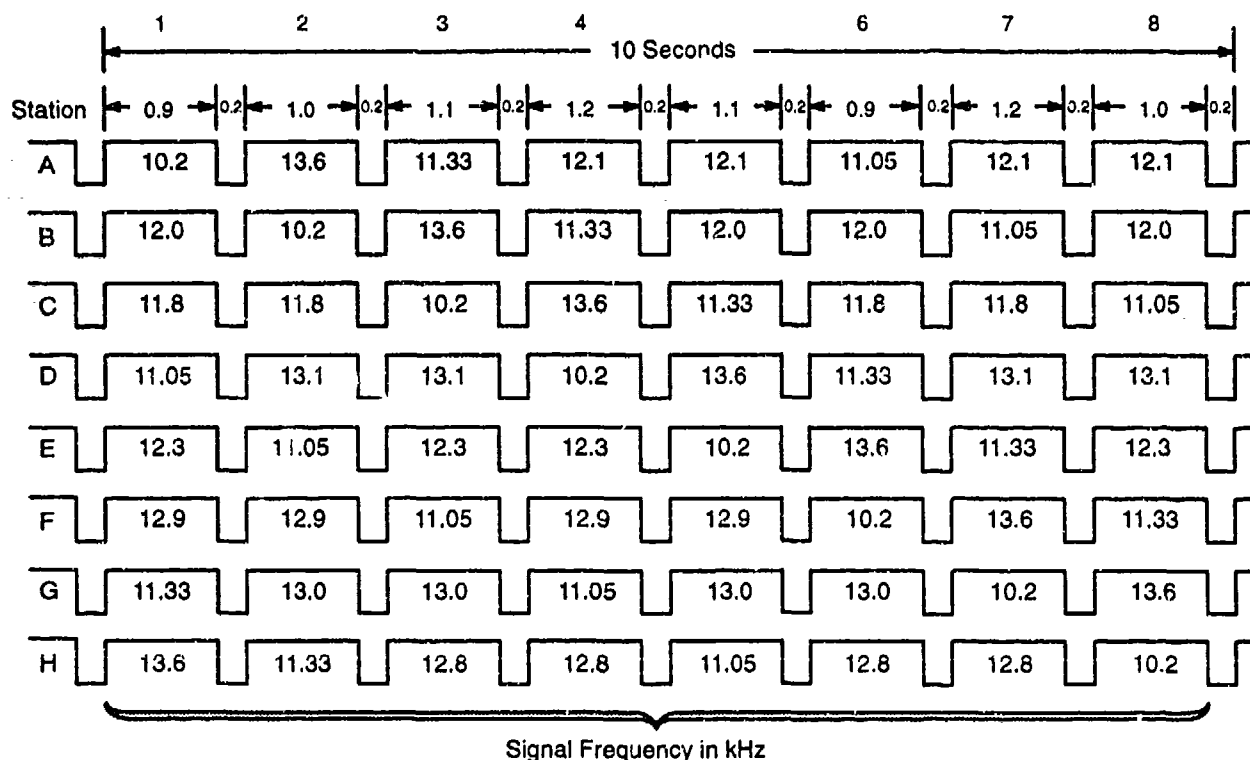 1 2 3 4 6 7 8
10 Seconds
Station 0.9 0.2 1.0 0.2 1.1 0.2 1.2 0.2 1.1 0.2 0.9 0.2 1.2 0.2 1.0 0.2
A 10.2 13.6 11.33 12.1 12.1 11.05 12.1 12.1
B 12.0 10.2 13.6 11.33 12.0 12.0 11.05 12.0
C 11.8 11.8 10.2 13.6 11.33 11.8 11.8 11.05
D 11.05 13.1 13.1 10.2 13.6 11.33 13.1 13.1
E 12.3 11.05 12.3 12.3 10.2 13.6 11.33 12.3
F 12.9 12.9 11.05 12.9 12.9 10.2 13.6 11.33
G 11.33 13.0 13.0 11.05 13.0 13.0 10.2 13.6
H 13.6 11.33 12.8 12.8 11.05 12.8 12.8 10.2
Signal Frequency in kHz